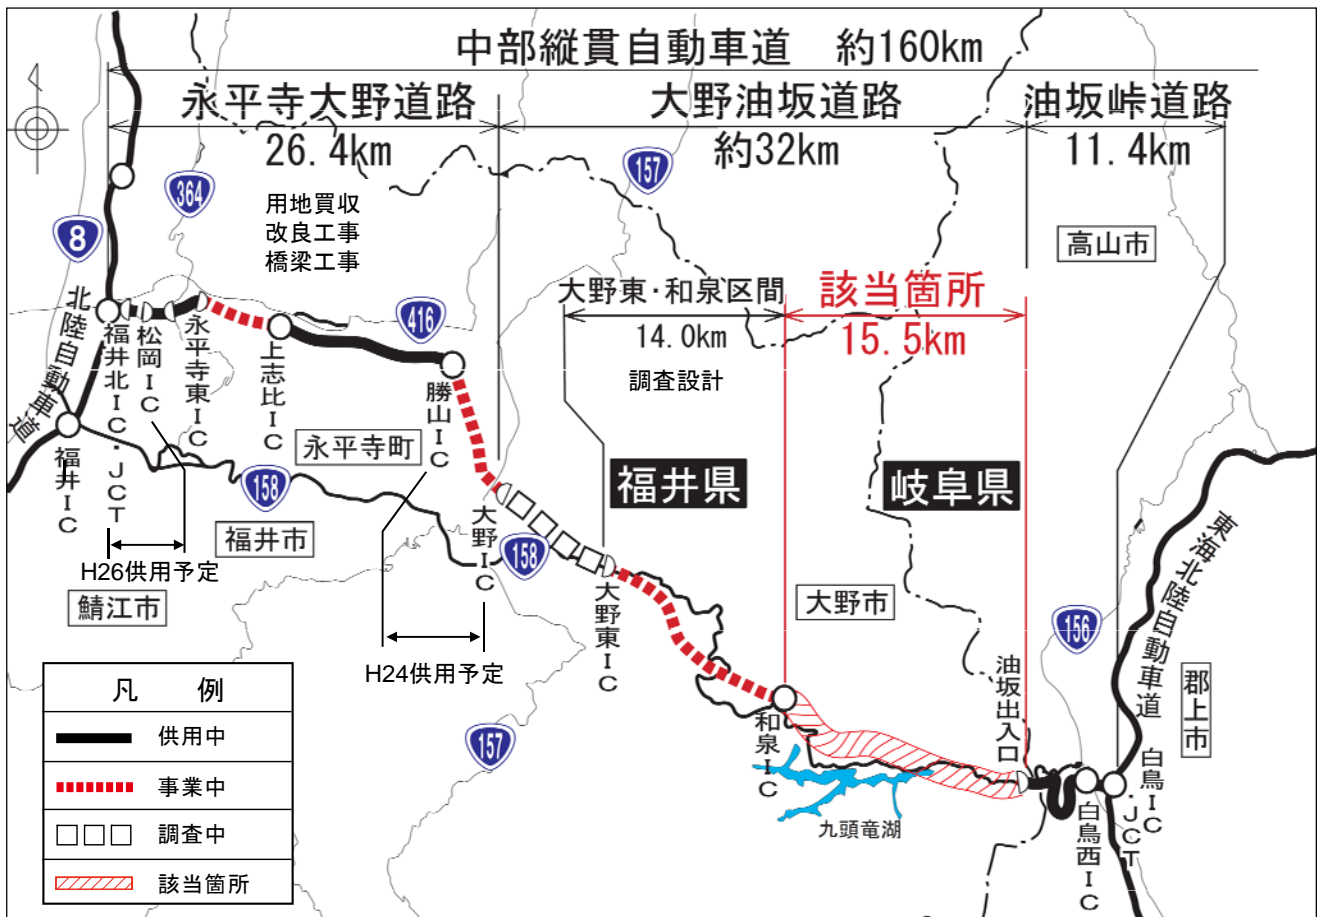 中部縦貫自動車道 約160km
永平寺大野道路
大野油坂道路
油坂峠道路
26.4km
約32km
11.4km
157
364
用地買収
改良工事
橋梁工事
8
高山市
大野東・和泉区間
該当箇所
14.0km
15.5km
調査設計
416
北陸自動車道
福井北IC・JCT
松岡IC
永平寺東IC
上志比IC
勝山IC
永平寺町
福井県
岐阜県
福井IC
158
福井市
大野IC
158
H26供用予定
鯖江市
大野東IC
大野市
156
東海北陸自動車道
H24供用予定
157
和泉IC
油坂出入口
郡上市
白鳥IC・JCT
白鳥西IC
九頭竜湖
凡 例
供用中
事業中
調査中
該当箇所